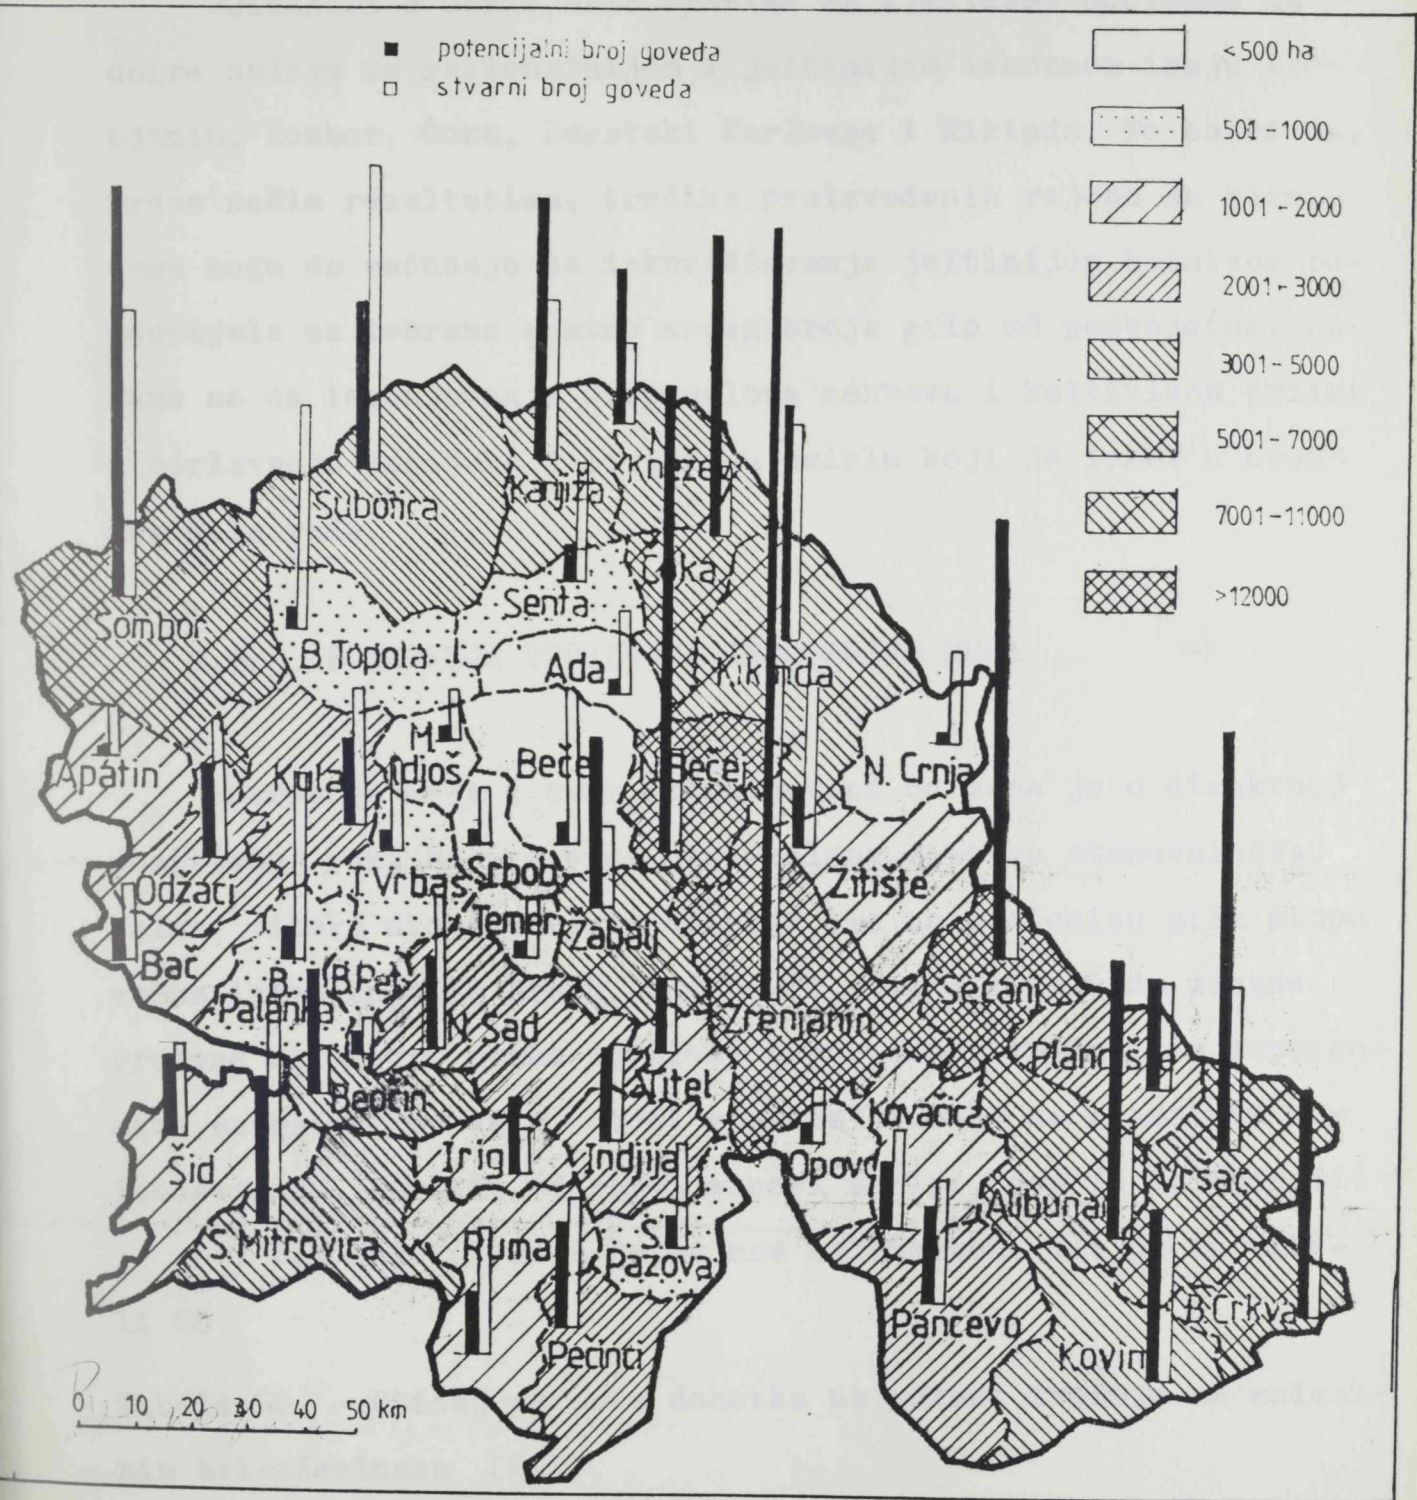 potencijalni broj goveda
stvarni broj goveda
<500 ha
501-1000
1001-2000
2001-3000
3001-5000
5001-7000
7001-11000
>12000
Subotica
Kanjiža
Sombor
Senta
B. Topola
Ada
Kikinda
Apatin
Kula
M.
Idjoš
Beče
N. Bečej
N. Crnja
Odžaci
Vrbas
Srbob
Temer
Žabalj
Žitište
Bač
B.
Palanka
B. Pet
N. Sad
Zrenjanin
Sečanj
Plandište
Titel
Kovačica
Beočin
Šid
Irig
Indjija
Opovo
Alibunar
Vršac
S. Mitrovica
Ruma
S.
Pazova
Pančevo
B. Crkva
Pećinci
Kovin
0 10 20 30 40 50 km